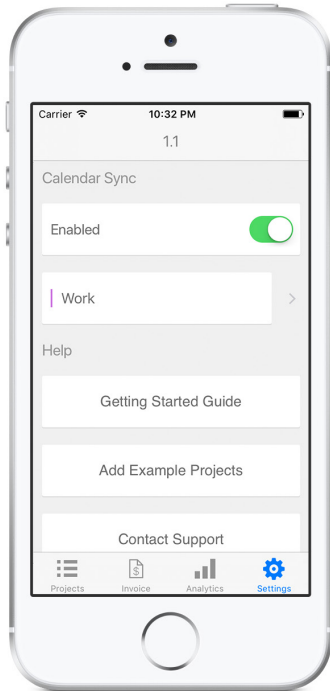 Carrier 10:32 PM
1.1
Calendar Sync
Enabled
Work
Help
Getting Started Guide
Add Example Projects
Contact Support
$
Projects Invoice Analytics Settings